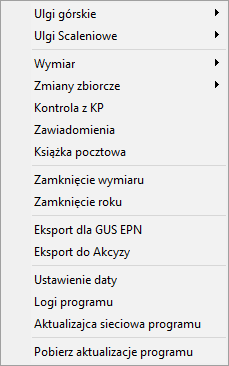 Ulgi górskie
Ulgi Scaleniowe
Wymiar
Zmiany zbiorcze
Kontrola z KP
Zawiadomienia
Książka pocztowa
Zamknięcie wymiaru
Zamknięcie roku
Eksport dla GUS EPN
Eksport do Akcyzy
Ustawienie daty
Logi programu
Aktualizajca sieciowa programu
Pobierz aktualizacje programu